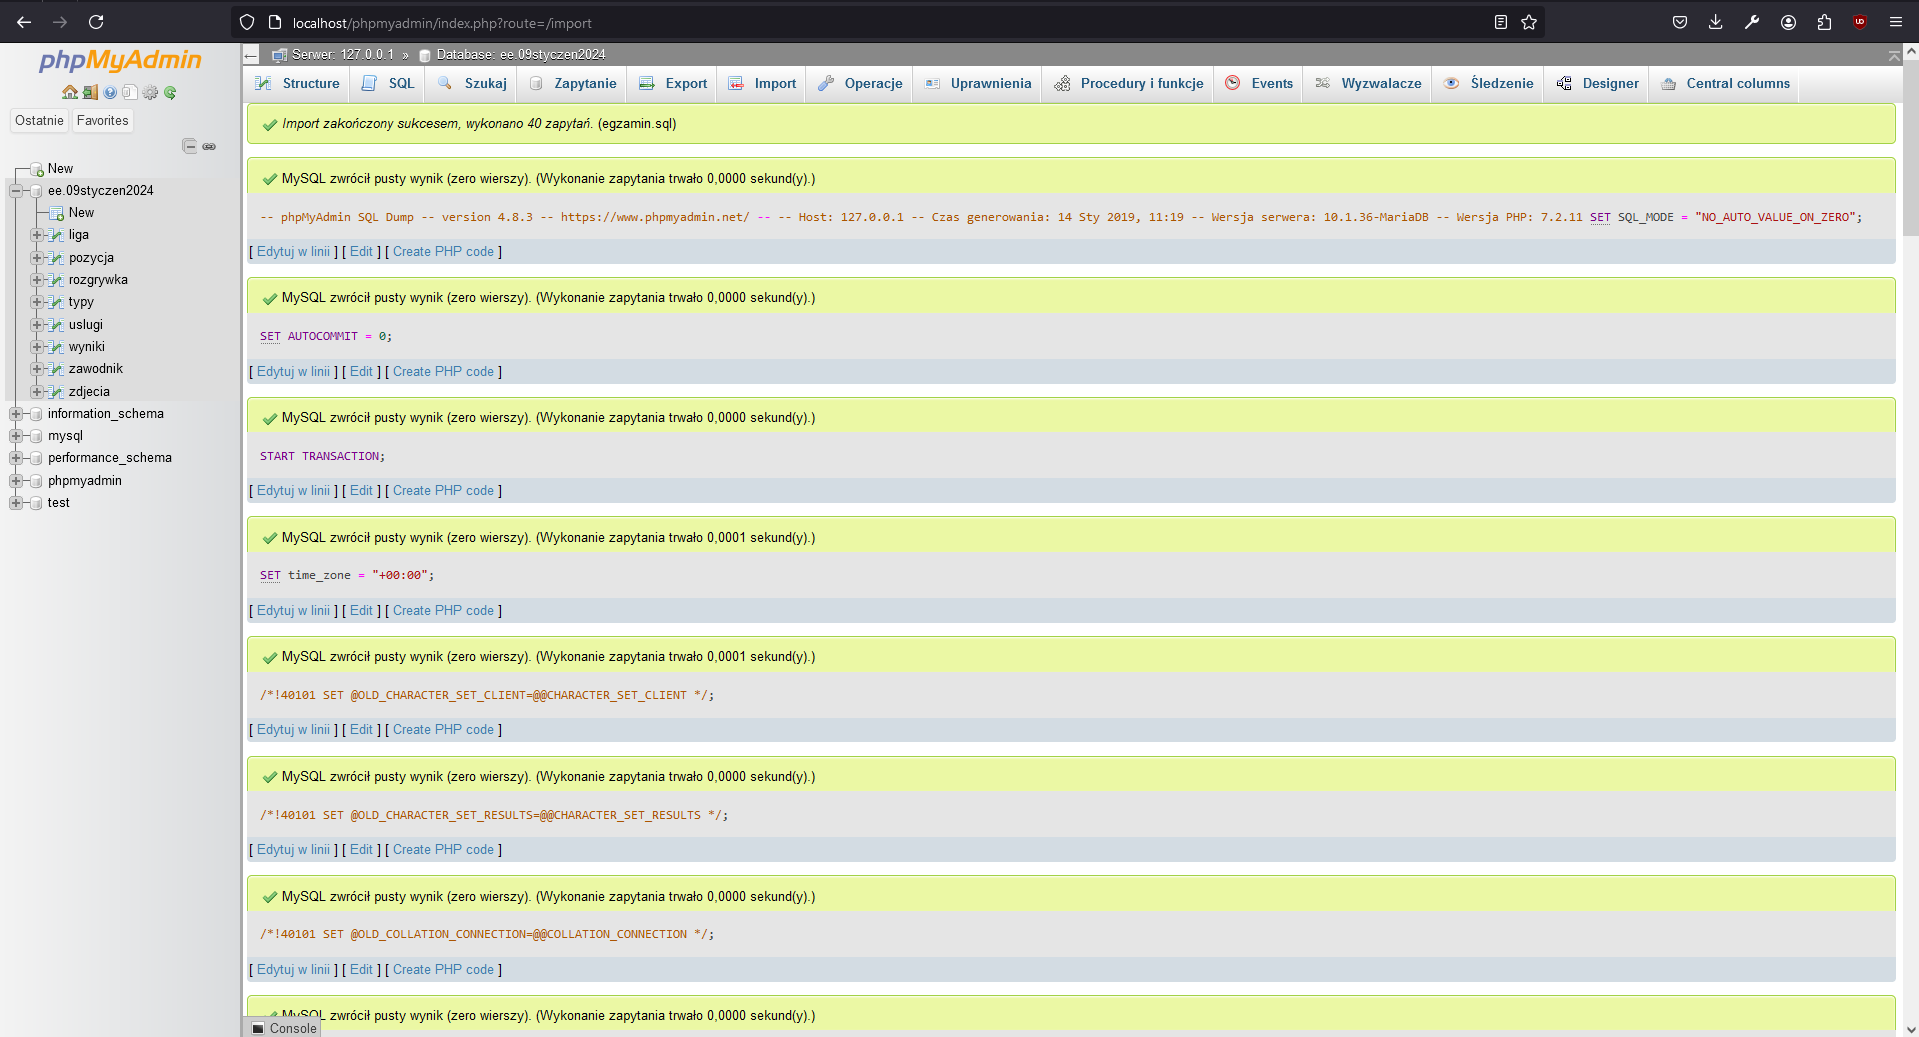 localhost/phpmyadmin/index.php?route=/import
phpMyAdmin
Ostatnie Favorites
New
ee.09styczen2024
New
liga
pozycja
rozgrywka
typy
uslugi
wyniki
zawodnik
zdjecia
information_schema
mysql
performance_schema
phpmyadmin
test
Serwer: 127.0.0.1 » Database: ee.09styczen2024
Structure SQL Szukaj Zapytanie Export Import Operacje Uprawnienia Procedury i funkcje Events Wyzwalacze Śledzenie Designer Central columns
Import zakończony sukcesem, wykonano 40 zapytań. (egzamin.sql)
MySQL zwrócił pusty wynik (zero wierszy). (Wykonanie zapytania trwało 0,0000 sekund(y).)
-- phpMyAdmin SQL Dump -- version 4.8.3 -- https://www.phpmyadmin.net/ -- -- Host: 127.0.0.1 -- Czas generowania: 14 Sty 2019, 11:19 -- Wersja serwera: 10.1.36-MariaDB -- Wersja PHP: 7.2.11 SET SQL_MODE = "NO_AUTO_VALUE_ON_ZERO";
[ Edytuj w linii ] [ Edit ] [ Create PHP code ]
MySQL zwrócił pusty wynik (zero wierszy). (Wykonanie zapytania trwało 0,0000 sekund(y).)
SET AUTOCOMMIT = 0;
[ Edytuj w linii ] [ Edit ] [ Create PHP code ]
MySQL zwrócił pusty wynik (zero wierszy). (Wykonanie zapytania trwało 0,0000 sekund(y).)
START TRANSACTION;
[ Edytuj w linii ] [ Edit ] [ Create PHP code ]
MySQL zwrócił pusty wynik (zero wierszy). (Wykonanie zapytania trwało 0,0001 sekund(y).)
SET time_zone = "+00:00";
[ Edytuj w linii ] [ Edit ] [ Create PHP code ]
MySQL zwrócił pusty wynik (zero wierszy). (Wykonanie zapytania trwało 0,0001 sekund(y).)
/*!40101 SET @OLD_CHARACTER_SET_CLIENT=@@CHARACTER_SET_CLIENT */;
[ Edytuj w linii ] [ Edit ] [ Create PHP code ]
MySQL zwrócił pusty wynik (zero wierszy). (Wykonanie zapytania trwało 0,0000 sekund(y).)
/*!40101 SET @OLD_CHARACTER_SET_RESULTS=@@CHARACTER_SET_RESULTS */;
[ Edytuj w linii ] [ Edit ] [ Create PHP code ]
MySQL zwrócił pusty wynik (zero wierszy). (Wykonanie zapytania trwało 0,0000 sekund(y).)
/*!40101 SET @OLD_COLLATION_CONNECTION=@@COLLATION_CONNECTION */;
[ Edytuj w linii ] [ Edit ] [ Create PHP code ]
MySQL zwrócił pusty wynik (zero wierszy). (Wykonanie zapytania trwało 0,0000 sekund(y).)
Console